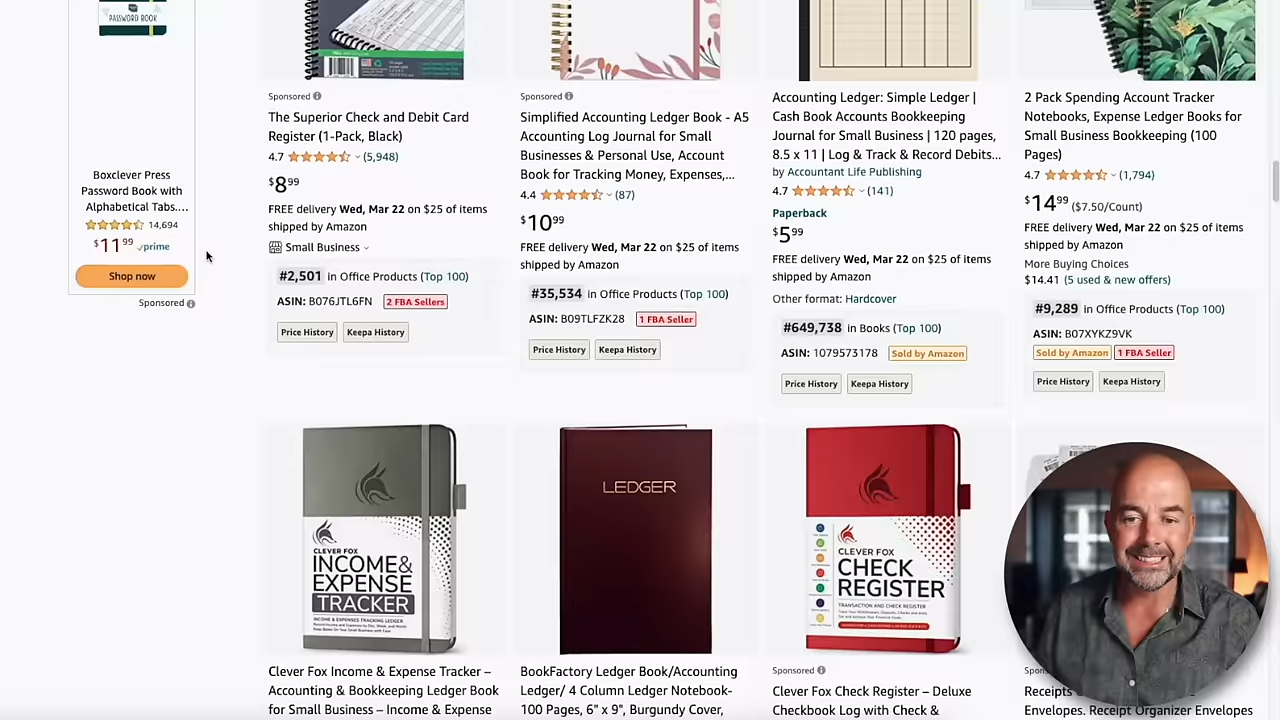 PASSWORD BOOK
Boxclever Press
Password Book with
Alphabetical Tabs....
14,694
$11 99 prime
Shop now
Sponsored
Sponsored
The Superior Check and Debit Card
Register (1-Pack, Black)
4.7 (5,948)
$8 99
FREE delivery Wed, Mar 22 on $25 of items
shipped by Amazon
Small Business
#2,501 in Office Products (Top 100)
ASIN: B076JTL6FN 2 FBA Sellers
Price History Keepa History
Sponsored
Simplified Accounting Ledger Book - A5
Accounting Log Journal for Small
Businesses & Personal Use, Account
Book for Tracking Money, Expenses,...
4.4 (87)
$10 99
FREE delivery Wed, Mar 22 on $25 of items
shipped by Amazon
#35,534 in Office Products (Top 100)
ASIN: B09TLFZK28 1 FBA Seller
Price History Keepa History
Accounting Ledger: Simple Ledger |
Cash Book Accounts Bookkeeping
Journal for Small Business | 120 pages,
8.5 x 11 | Log & Track & Record Debits...
by Accountant Life Publishing
4.7 (141)
Paperback
$5 99
FREE delivery Wed, Mar 22 on $25 of items
shipped by Amazon
Other format: Hardcover
#649,738 in Books (Top 100)
ASIN: 1079573178 Sold by Amazon
Price History Keepa History
2 Pack Spending Account Tracker
Notebooks, Expense Ledger Books for
Small Business Bookkeeping (100
Pages)
4.7 (1,794)
$14 99 ($7.50/Count)
FREE delivery Wed, Mar 22 on $25 of items
shipped by Amazon
More Buying Choices
$14.41 (5 used & new offers)
#9,289 in Office Products (Top 100)
ASIN: B07XYKZ9VK
Sold by Amazon 1 FBA Seller
Price History Keepa History
CLEVER FOX
INCOME&
EXPENSE
TRACKER
INCOME & EXPENSES TRACKING LEDGER
Clever Fox Income & Expense Tracker –
Accounting & Bookkeeping Ledger Book
for Small Business – Income & Expense
LEDGER
BookFactory Ledger Book/Accounting
Ledger/ 4 Column Ledger Notebook-
100 Pages, 6" x 9", Burgundy Cover,
CLEVER FOX
CHECK
REGISTER
TRANSACTION AND CHECK REGISTER
Sponsored
Clever Fox Check Register – Deluxe
Checkbook Log with Check &
Receipts
Envelopes. Receipt Organizer Envelopes